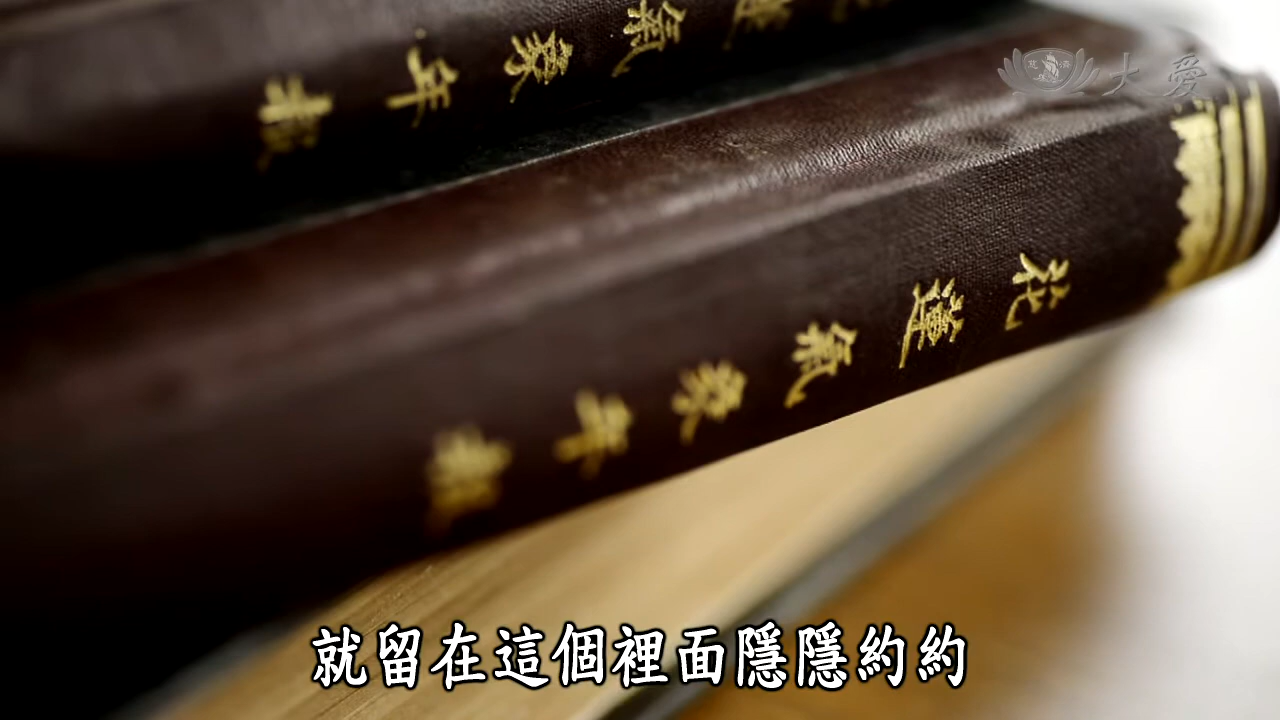 大愛
蓮氣象年報
花蓮氣象年報
就留在這個裡面隱隱約約